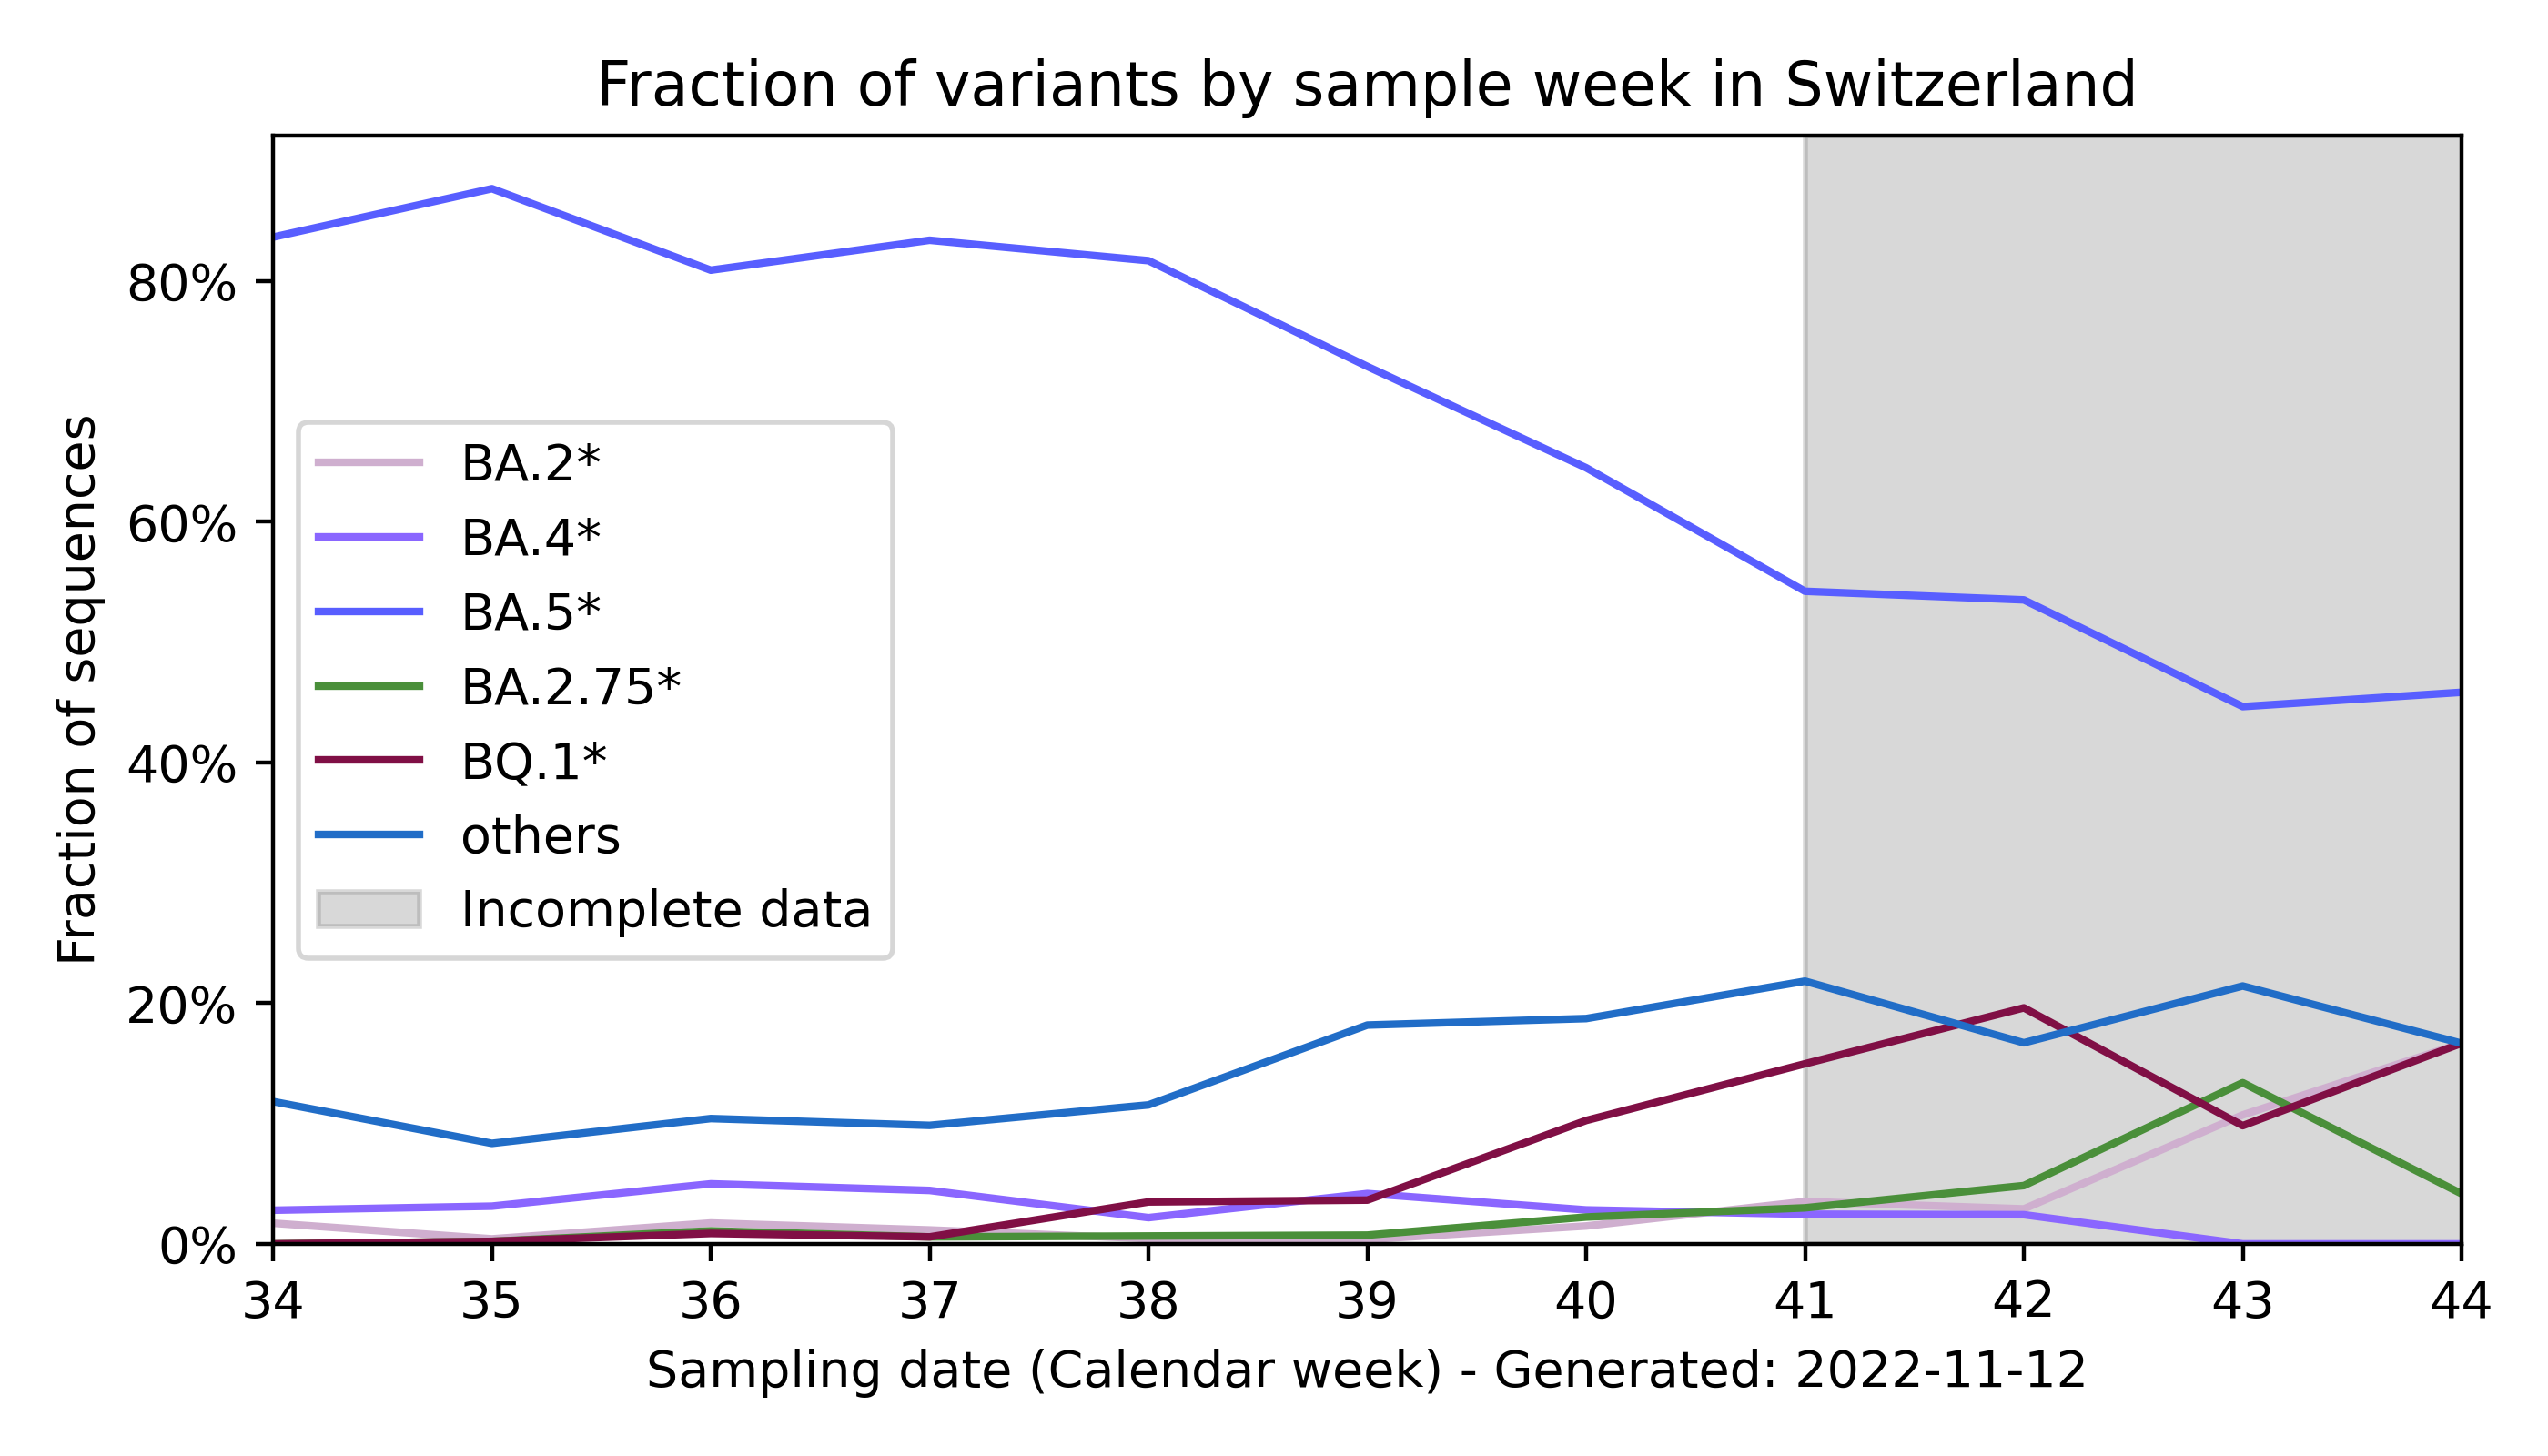 Fraction of variants by sample week in Switzerland
Fraction of sequences
80%
60%
40%
20%
0%
BA.2*
BA.4*
BA.5*
BA.2.75*
BQ.1*
others
Incomplete data
34 35 36 37 38 39 40 41 42 43 44
Sampling date (Calendar week) - Generated: 2022-11-12